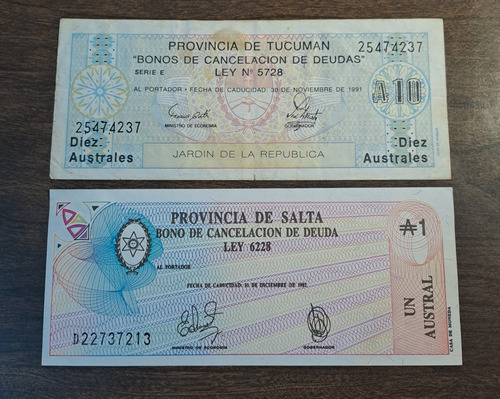 PROVINCIA DE TUCUMAN
25474237
"BONOS DE CANCELACION DE DEUDAS"
SERIE E
LEY Nº 5728
AL PORTADOR - FECHA DE CADUCIDAD 30 DE NOVIEMBRE DE 1991
₳10
25474237
MINISTRO DE ECONOMIA
GOBERNADOR
Diez
Australes
Diez
Australes
JARDIN DE LA REPUBLICA
PROVINCIA DE SALTA
BONO DE CANCELACION DE DEUDA
LEY 6228
₳1
AL PORTADOR
FECHA DE CADUCIDAD: 31 DE DICIEMBRE DE
D22737213
MINISTRO DE ECONOMIA
GOBERNADOR
UN
AUSTRAL
CASA DE MONEDA